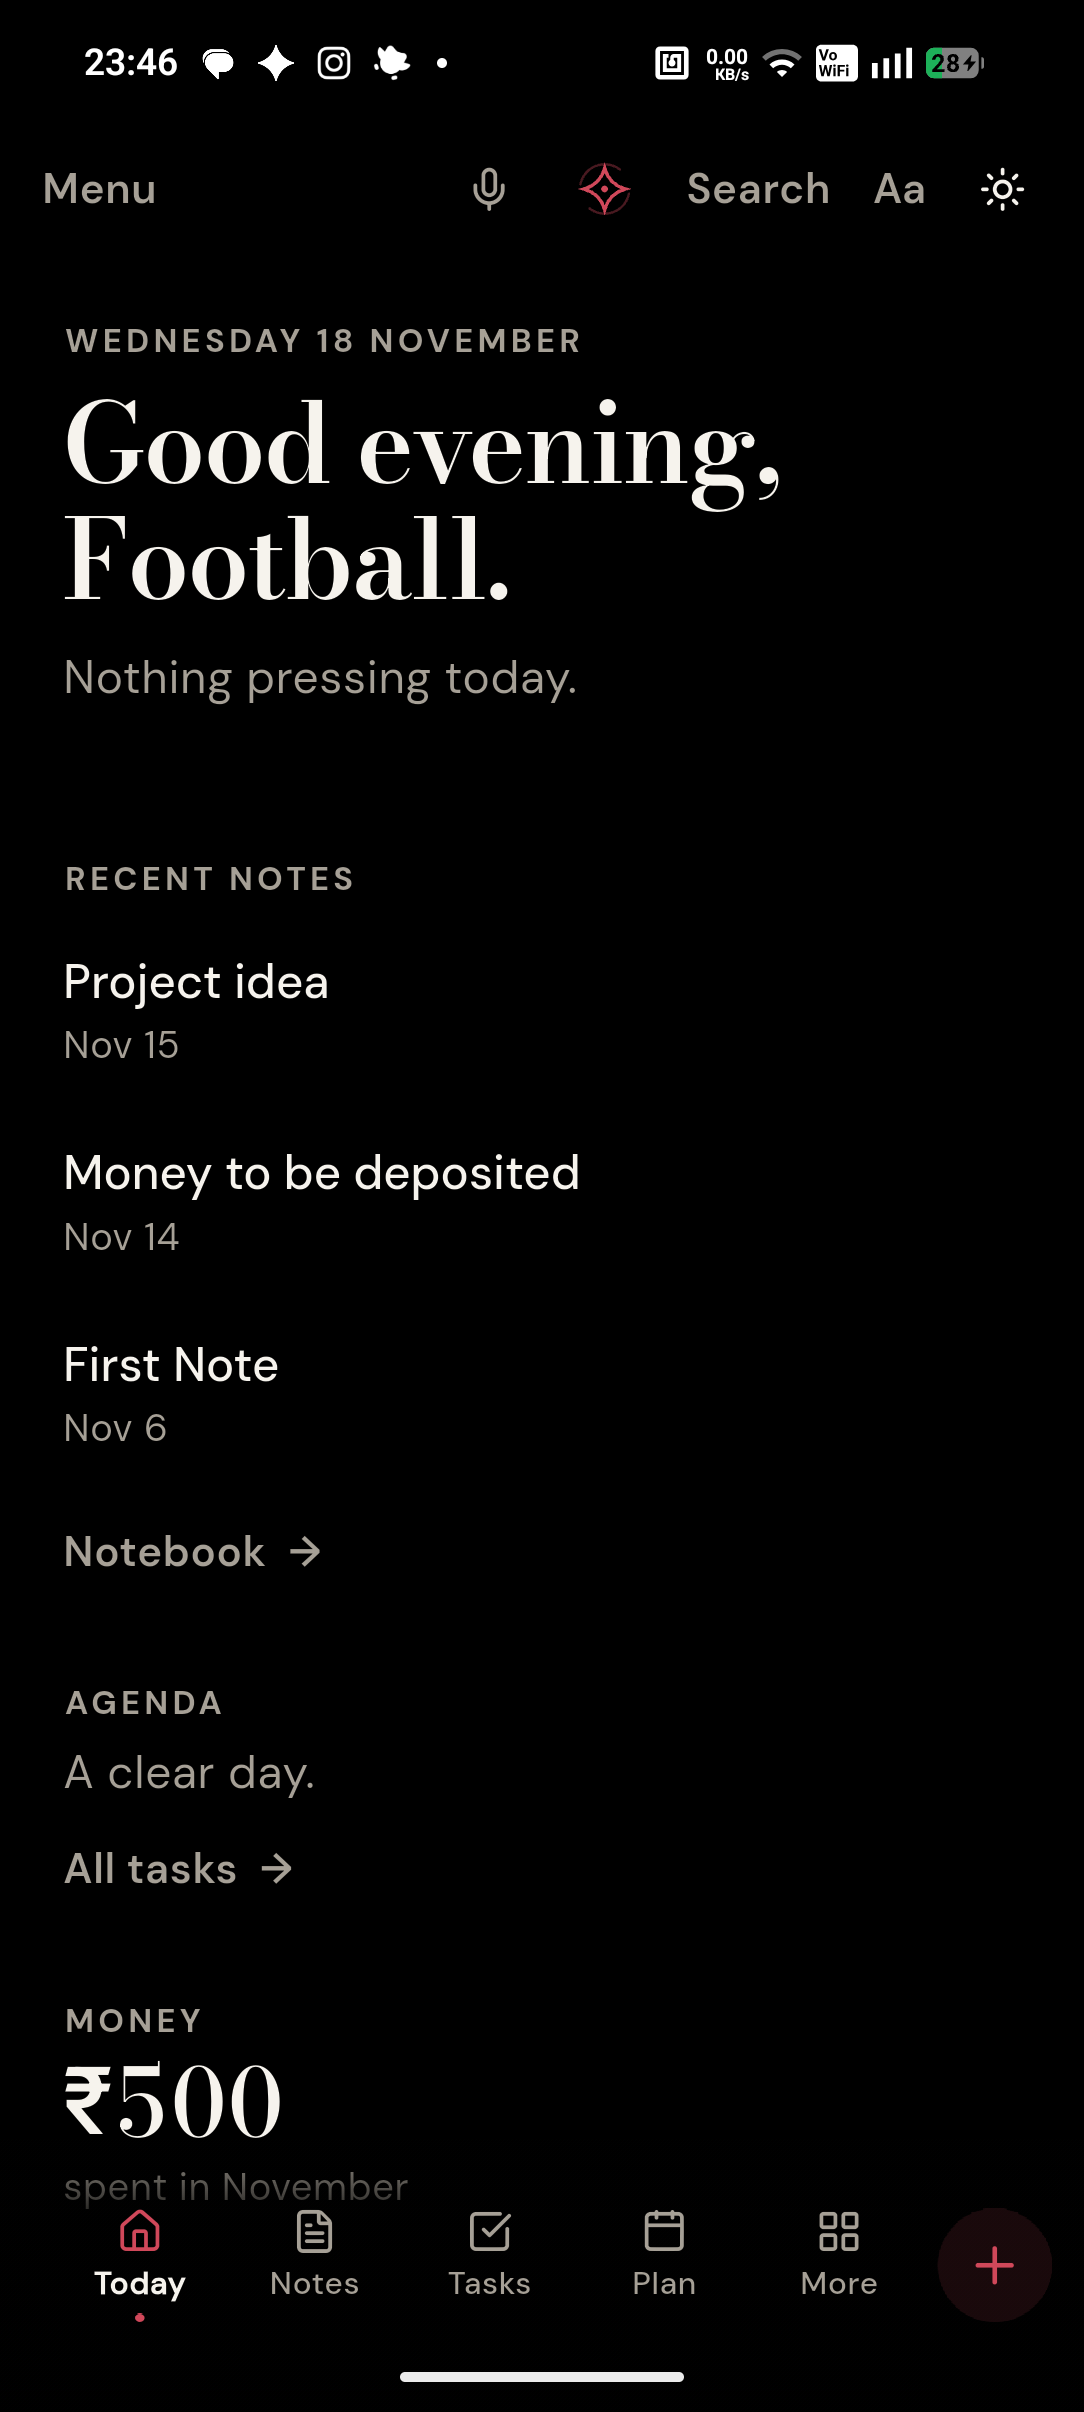 23:46
0.00
KB/s
Vo
WiFi
28
Menu
Search
Aa
WEDNESDAY 18 NOVEMBER
Good evening,
Football.
Nothing pressing today.
RECENT NOTES
Project idea
Nov 15
Money to be deposited
Nov 14
First Note
Nov 6
Notebook →
AGENDA
A clear day.
All tasks →
MONEY
₹500
spent in November
Today
Notes
Tasks
Plan
More